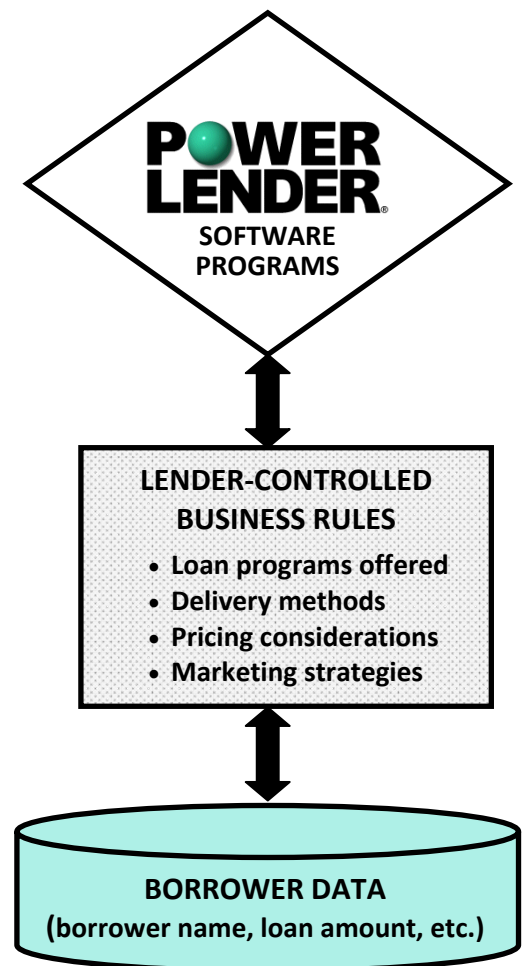 POWER
LENDER®
SOFTWARE
PROGRAMS
LENDER-CONTROLLED
BUSINESS RULES
• Loan programs offered
• Delivery methods
• Pricing considerations
• Marketing strategies
BORROWER DATA
(borrower name, loan amount, etc.)